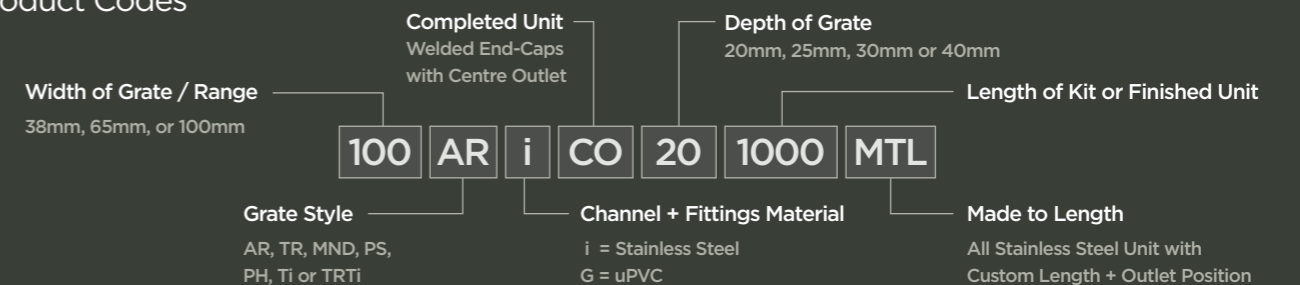 Product Codes
Completed Unit
Welded End-Caps
with Centre Outlet
Depth of Grate
20mm, 25mm, 30mm or 40mm
Width of Grate / Range
38mm, 65mm, or 100mm
Length of Kit or Finished Unit
100 AR i CO 20 1000 MTL
Grate Style
AR, TR, MND, PS,
PH, Ti or TRTi
Channel + Fittings Material
i = Stainless Steel
G = uPVC
Made to Length
All Stainless Steel Unit with
Custom Length + Outlet Position